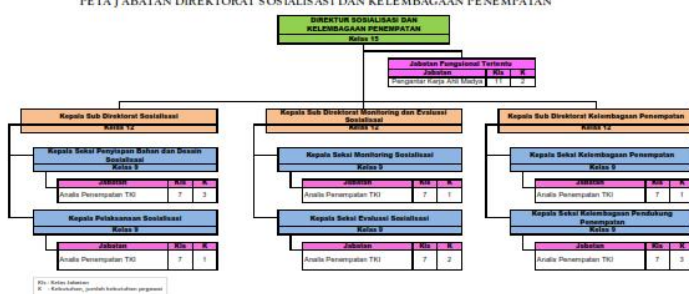 PETA JABATAN DIREKTORAT SOSIALISASI DAN KELEMBAGAAN PENEMPATAN
DIREKTUR SOSIALISASI DAN
KELEMBAGAAN PENEMPATAN
Kelas 15
Jabatan Fungsional Tertentu
Jabatan Kls K
Pengantar Kerja Ahli Madya 11 2
Kepala Sub Direktorat Sosialisasi
Kelas 12
Kepala Seksi Penyiapan Bahan dan Desain
Sosialisasi
Kelas 9
Jabatan Kls K
Analis Penempatan TKI 7 3
Kepala Pelaksanaan Sosialisasi
Kelas 9
Jabatan Kls K
Analis Penempatan TKI 7 1
Kepala Sub Direktorat Monitoring dan Evaluasi
Sosialisasi
Kelas 12
Kepala Seksi Monitoring Sosialisasi
Kelas 9
Jabatan Kls K
Analis Penempatan TKI 7 1
Kepala Seksi Evaluasi Sosialisasi
Kelas 9
Jabatan Kls K
Analis Penempatan TKI 7 2
Kepala Sub Direktorat Kelembagaan Penempatan
Kelas 12
Kepala Seksi Kelembagaan Penempatan
Kelas 9
Jabatan Kls K
Analis Penempatan TKI 7 1
Kepala Seksi Kelembagaan Pendukung
Penempatan
Kelas 9
Jabatan Kls K
Analis Penempatan TKI 7 3
Kls : Kelas Jabatan
K : Kebutuhan, jumlah kebutuhan pegawai